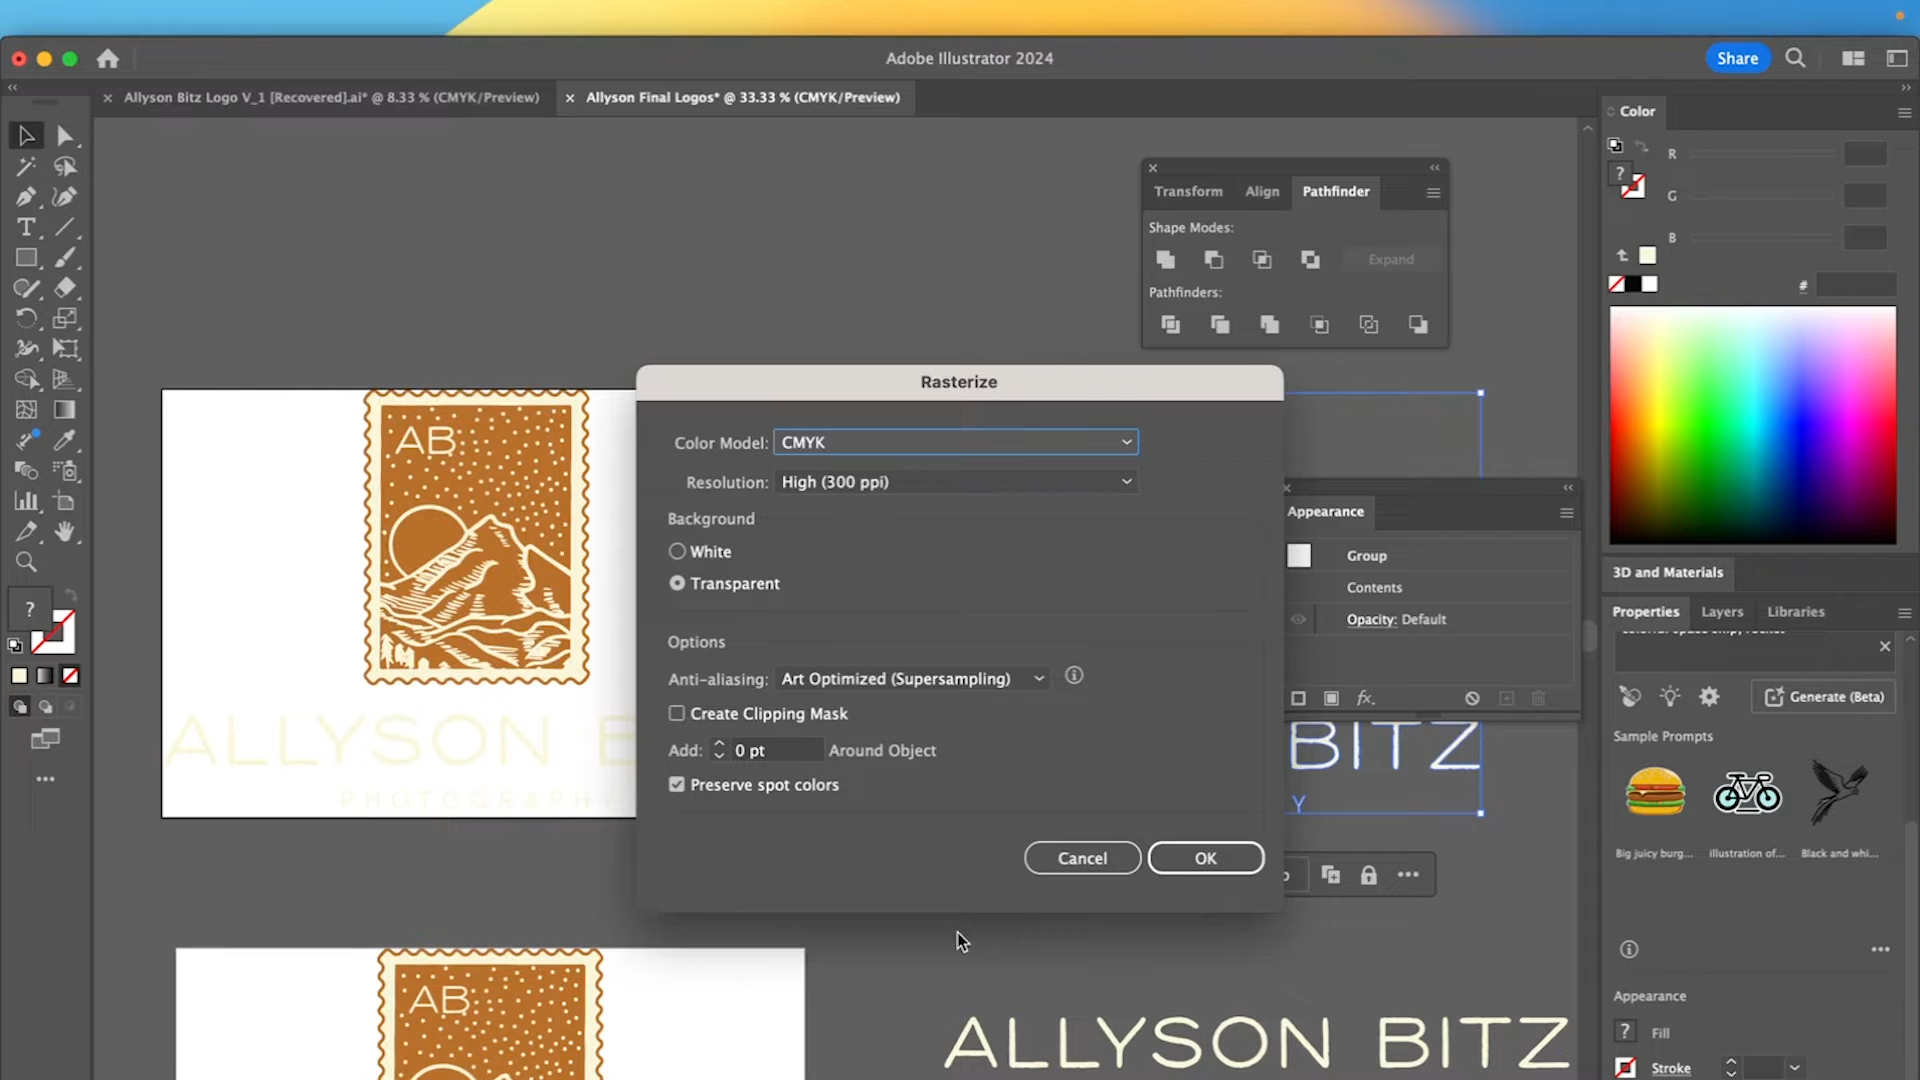 Adobe Illustrator 2024
Share
Allyson Bitz Logo V_1 [Recovered].ai* @ 8.33 % (CMYK/Preview)
Allyson Final Logos* @ 33.33 % (CMYK/Preview)
Color
R
G
B
#
Transform Align Pathfinder
Shape Modes:
Expand
Pathfinders:
Rasterize
Color Model: CMYK
Resolution: High (300 ppi)
Background
White
Transparent
Options
Anti-aliasing: Art Optimized (Supersampling)
Create Clipping Mask
Add: 0 pt Around Object
Preserve spot colors
Cancel OK
AB
ALLYSON B
PHOTOGRAPHY
Appearance
Group
Contents
Opacity: Default
fx
BITZ
Y
3D and Materials
Properties Layers Libraries
Generate (Beta)
Sample Prompts
Big juicy burg... illustration of... Black and whi...
Appearance
? Fill
Stroke
T
?
AB
ALLYSON BITZ